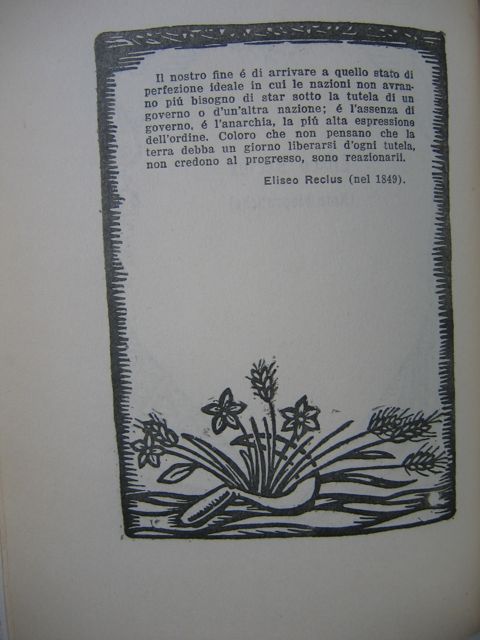 Il nostro fine é di arrivare a quello stato di
perfezione ideale in cui le nazioni non avran-
no piú bisogno di star sotto la tutela di un
governo o d'un'altra nazione; é l'assenza di
governo, é l'anarchia, la piú alta espressione
dell'ordine. Coloro che non pensano che la
terra debba un giorno liberarsi d'ogni tutela,
non credono al progresso, sono reazionarii.
Eliseo Reclus (nel 1849).